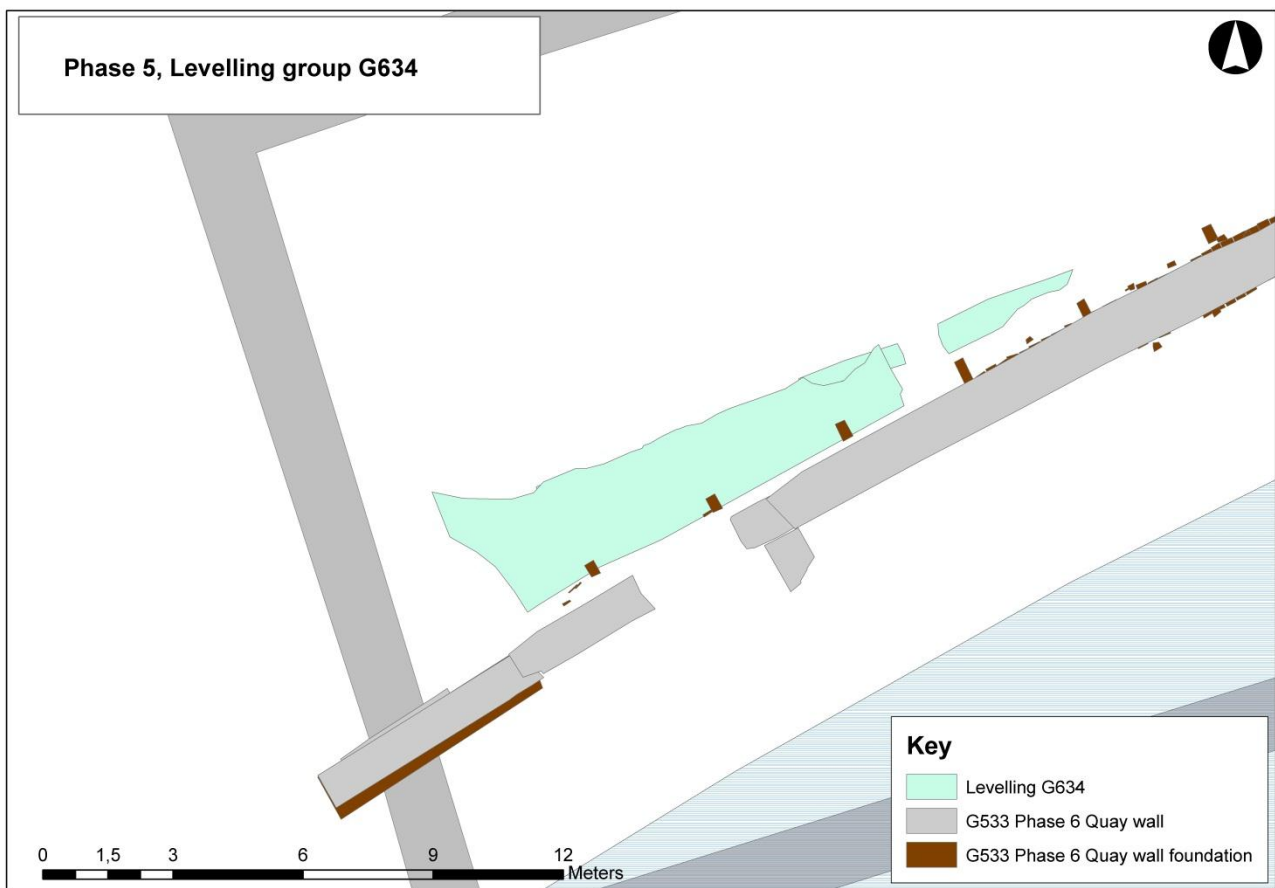 Phase 5, Levelling group G634
Key
Levelling G634
G533 Phase 6 Quay wall
G533 Phase 6 Quay wall foundation
0 1,5 3 6 9 12
Meters